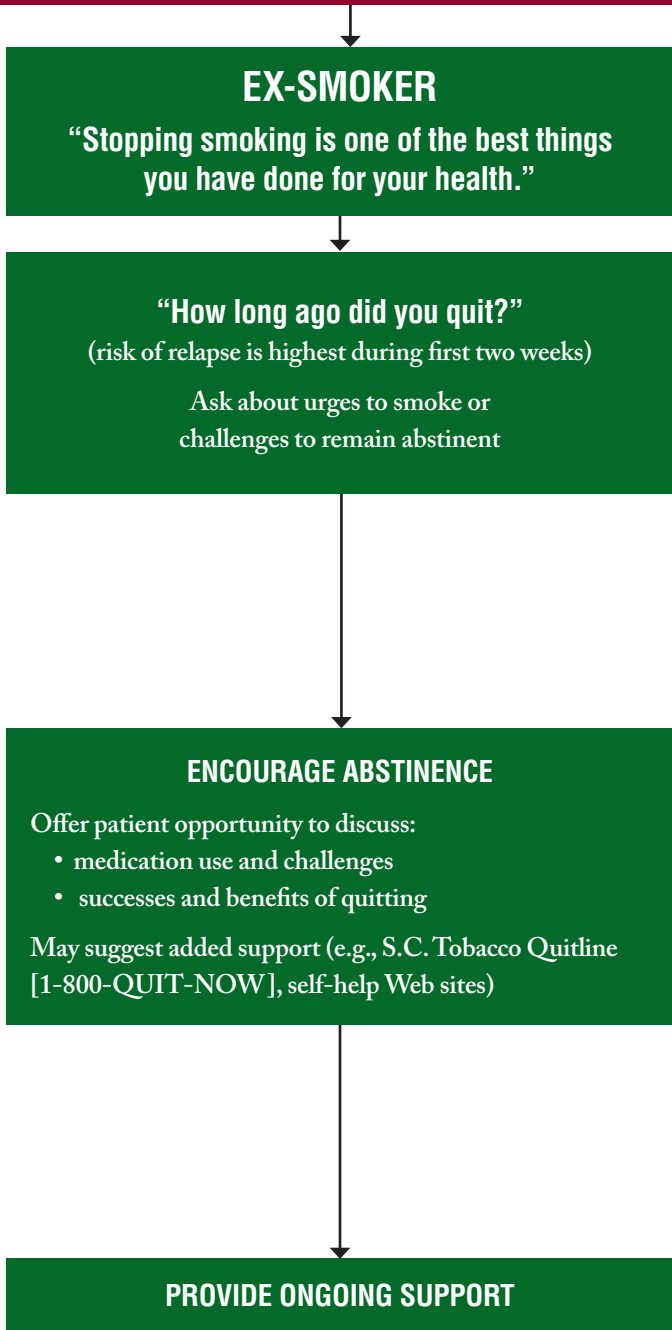 EX-SMOKER
“Stopping smoking is one of the best things
you have done for your health.”
“How long ago did you quit?”
(risk of relapse is highest during first two weeks)
Ask about urges to smoke or
challenges to remain abstinent
ENCOURAGE ABSTINENCE
Offer patient opportunity to discuss:
• medication use and challenges
• successes and benefits of quitting
May suggest added support (e.g., S.C. Tobacco Quitline
[1-800-QUIT-NOW], self-help Web sites)
PROVIDE ONGOING SUPPORT